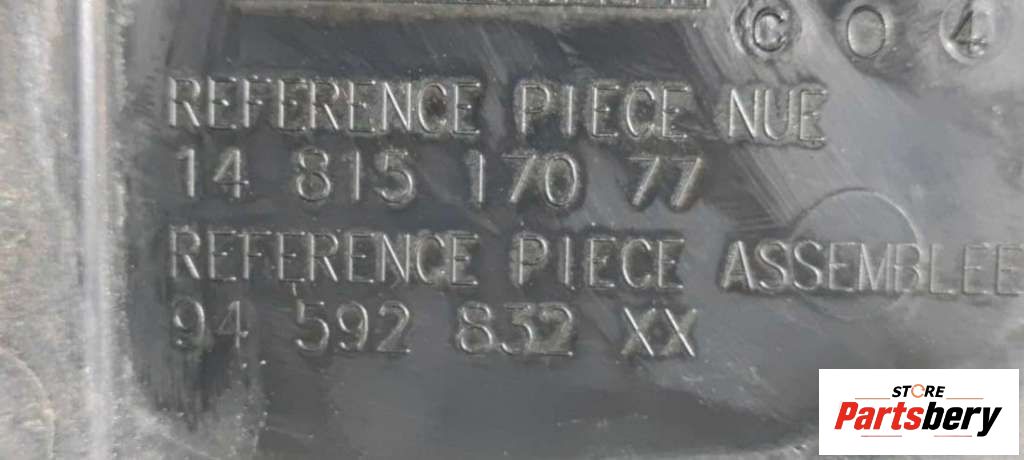 C O 4
REFERENCE PIECE NUE
14 815 170 77
REFERENCE PIECE ASSEMBLEE
94 592 832 XX
STORE
Partsbery